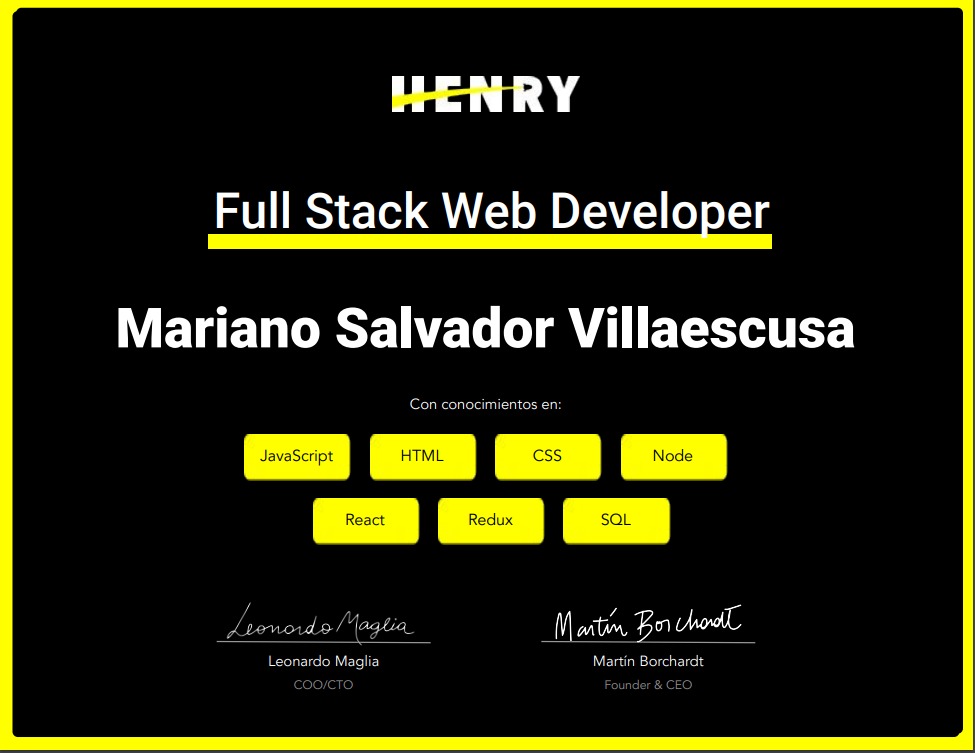 HENRY
Full Stack Web Developer
Mariano Salvador Villaescusa
Con conocimientos en:
JavaScript HTML CSS Node
React Redux SQL
Leonardo Maglia Martín Borchardt
Leonardo Maglia Martín Borchardt
COO/CTO Founder & CEO